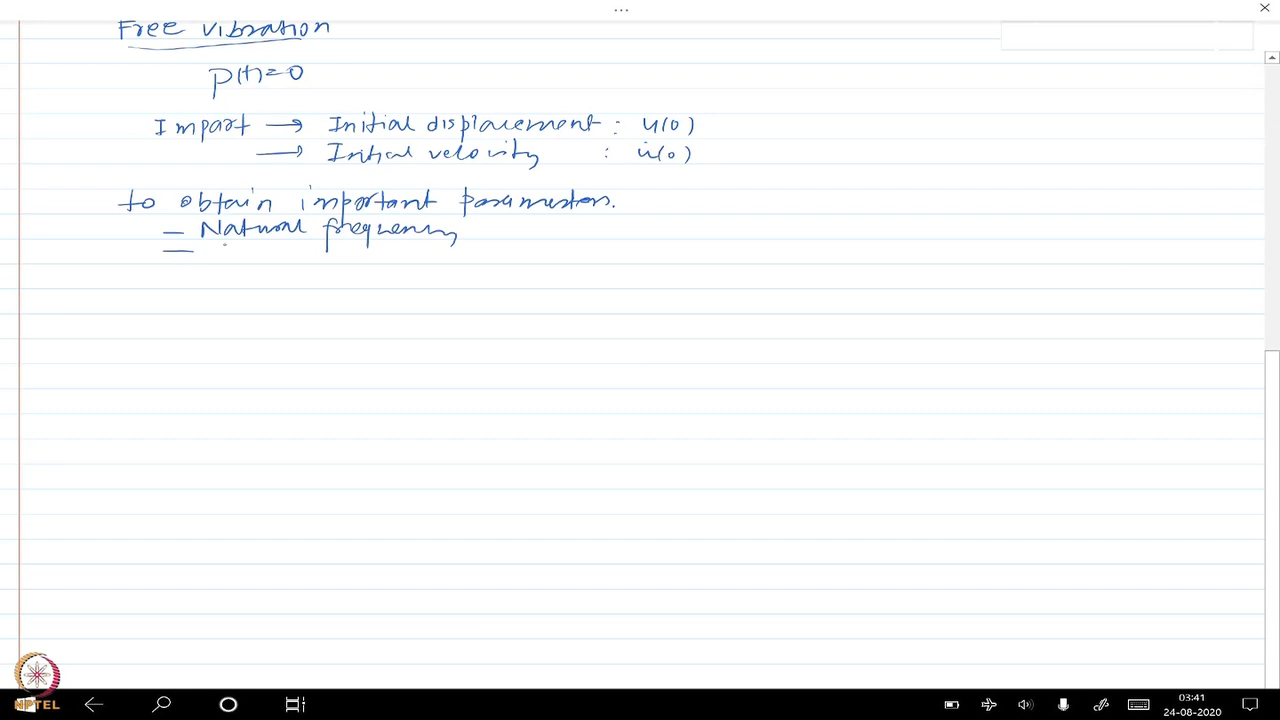 Free vibration
p(t)=0
Impart → Initial displacement : u(0)
→ Initial velocity : u̇(0)
to obtain important parameters.
– Natural frequency
–
NPTEL
03:41
24-08-2020